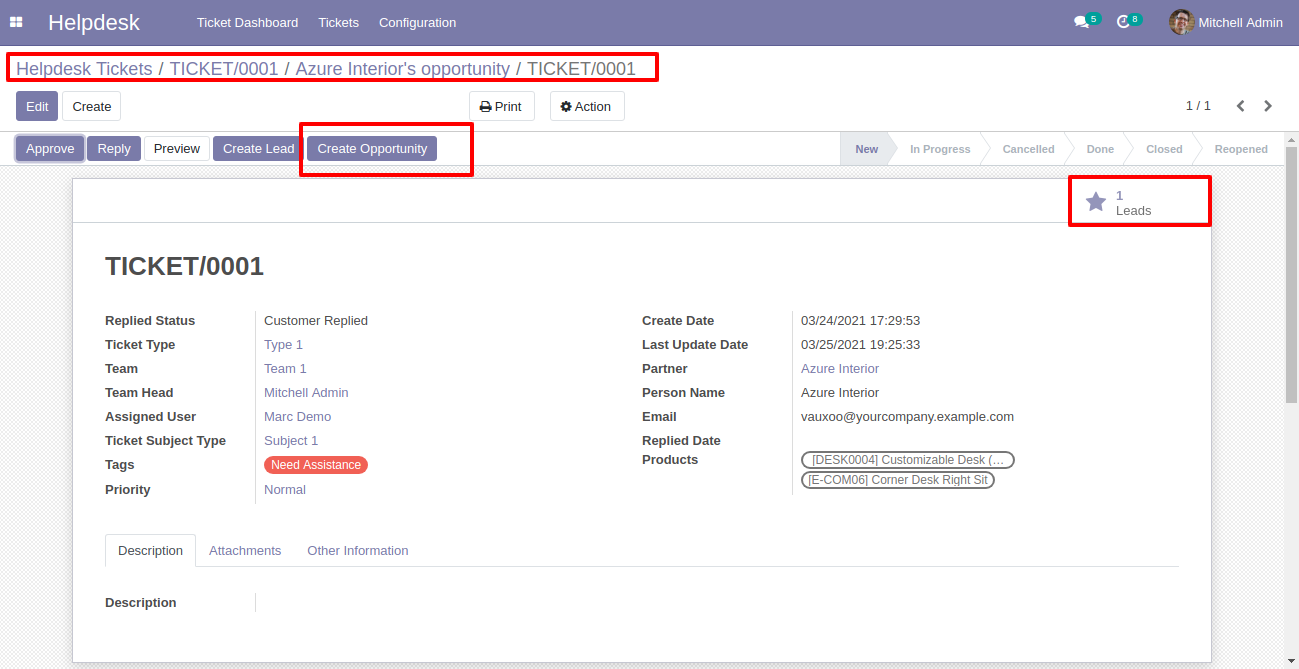 Helpdesk Ticket Dashboard Tickets Configuration 5 8 Mitchell Admin
Helpdesk Tickets / TICKET/0001 / Azure Interior's opportunity / TICKET/0001
Edit Create Print Action 1 / 1
Approve Reply Preview Create Lead Create Opportunity New In Progress Cancelled Done Closed Reopened
1
Leads
TICKET/0001
Replied Status Customer Replied Create Date 03/24/2021 17:29:53
Ticket Type Type 1 Last Update Date 03/25/2021 19:25:33
Team Team 1 Partner Azure Interior
Team Head Mitchell Admin Person Name Azure Interior
Assigned User Marc Demo Email vauxoo@yourcompany.example.com
Ticket Subject Type Subject 1 Replied Date
Tags Need Assistance Products [DESK0004] Customizable Desk (…
[E-COM06] Corner Desk Right Sit
Priority Normal
Description Attachments Other Information
Description